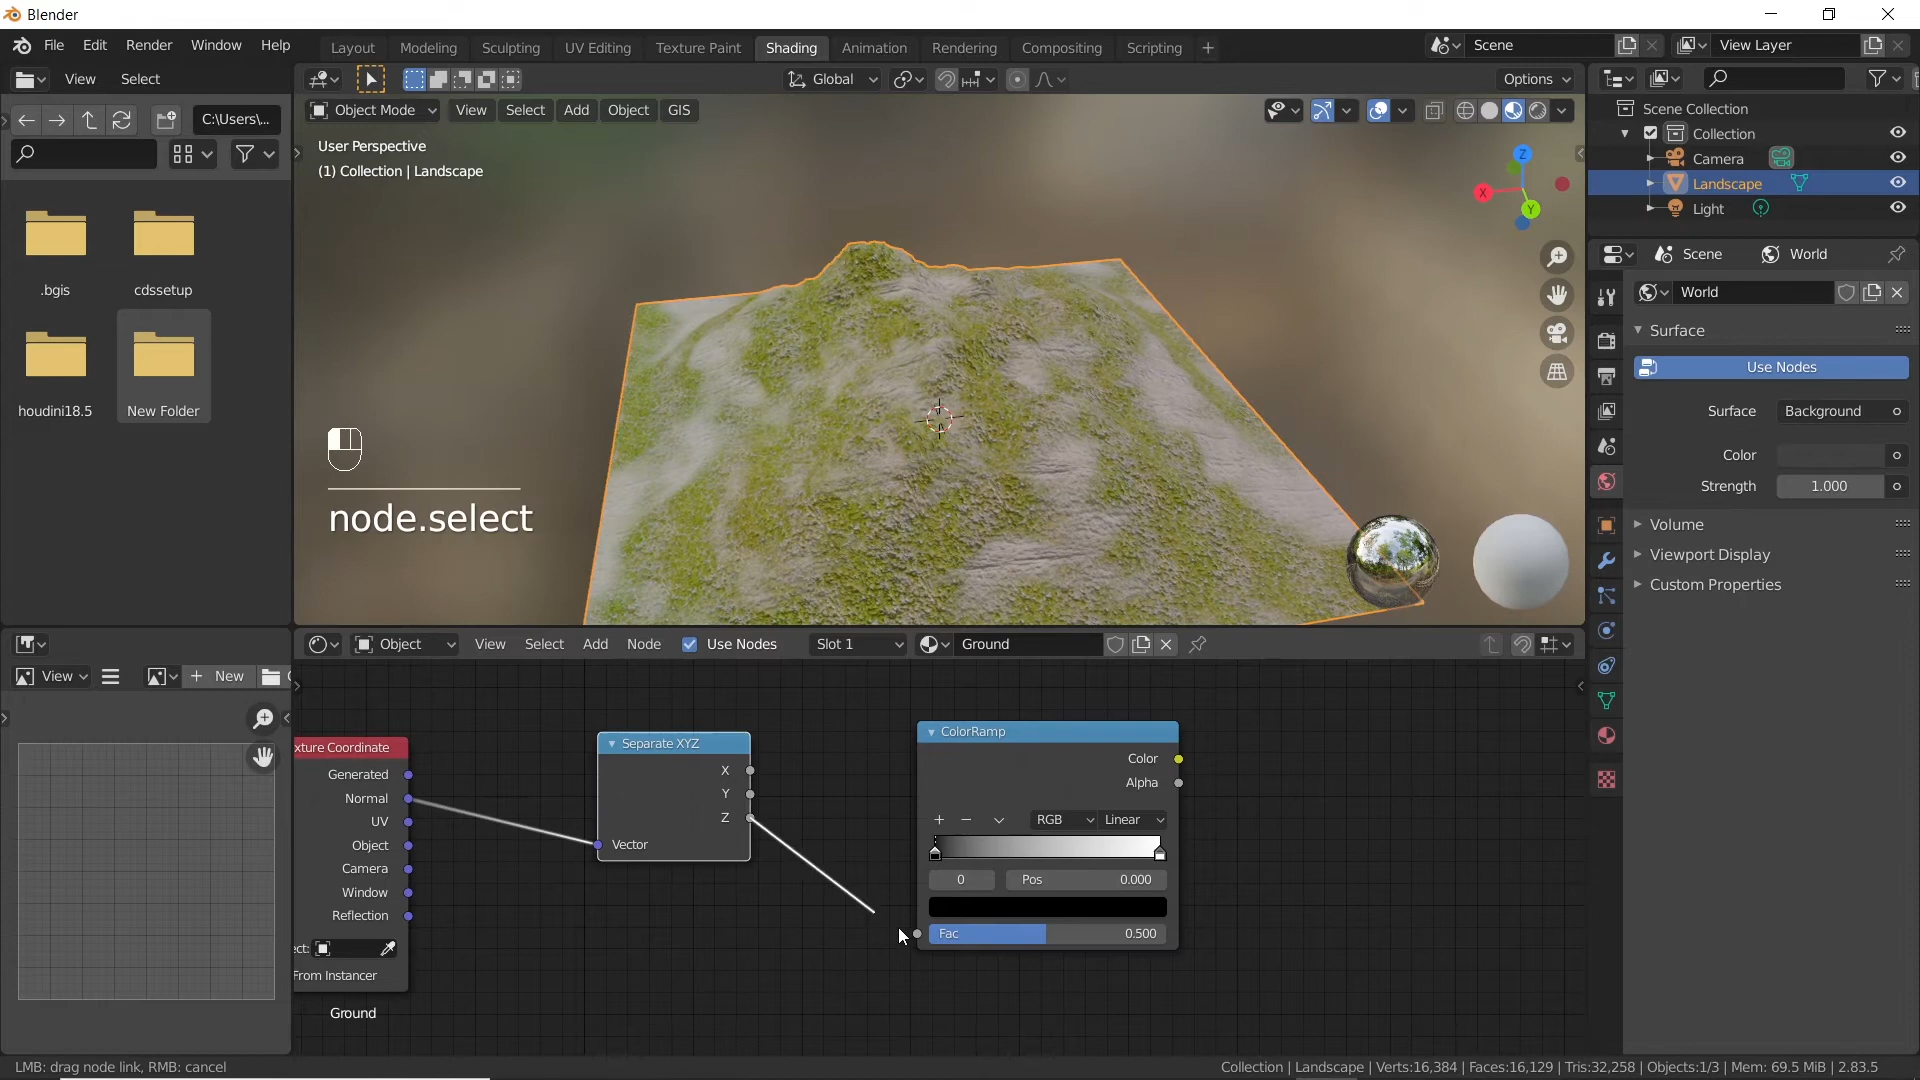 Blender
File Edit Render Window Help Layout Modeling Sculpting UV Editing Texture Paint Shading Animation Rendering Compositing Scripting + Scene View Layer
View Select Global Options
C:\Users\...
Object Mode View Select Add Object GIS
User Perspective
(1) Collection | Landscape
Z
X
Y
Scene Collection
Collection
Camera
Landscape
Light
.bgis cdssetup
houdini18.5 New Folder
node.select
Scene World
World
Surface
Use Nodes
Surface Background
Color
Strength 1.000
Volume
Viewport Display
Custom Properties
Object View Select Add Node Use Nodes Slot 1 Ground
View + New
xture Coordinate
Generated
Normal
UV
Object
Camera
Window
Reflection
ect:
From Instancer
Ground
Separate XYZ
X
Y
Z
Vector
ColorRamp
Color
Alpha
+ − RGB Linear
0 Pos 0.000
Fac 0.500
LMB: drag node link, RMB: cancel
Collection | Landscape | Verts:16,384 | Faces:16,129 | Tris:32,258 | Objects:1/3 | Mem: 69.5 MiB | 2.83.5